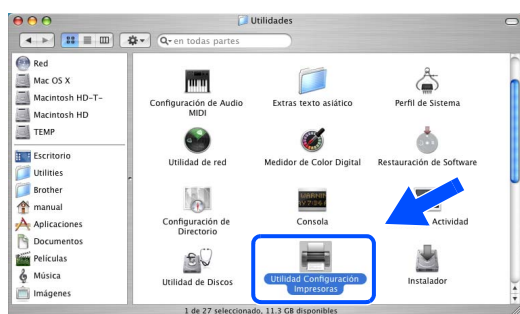 Utilidades
en todas partes
Red
Mac OS X
Macintosh HD-T-
Macintosh HD
TEMP
Escritorio
Utilities
Brother
manual
Aplicaciones
Documentos
Películas
Música
Imágenes
Configuración de Audio
MIDI
Extras texto asiático
Perfil de Sistema
Utilidad de red
Medidor de Color Digital
Restauración de Software
Configuración de
Directorio
Consola
Actividad
Utilidad de Discos
Utilidad Configuración
Impresoras
Instalador
1 de 27 seleccionado, 11.3 GB disponibles